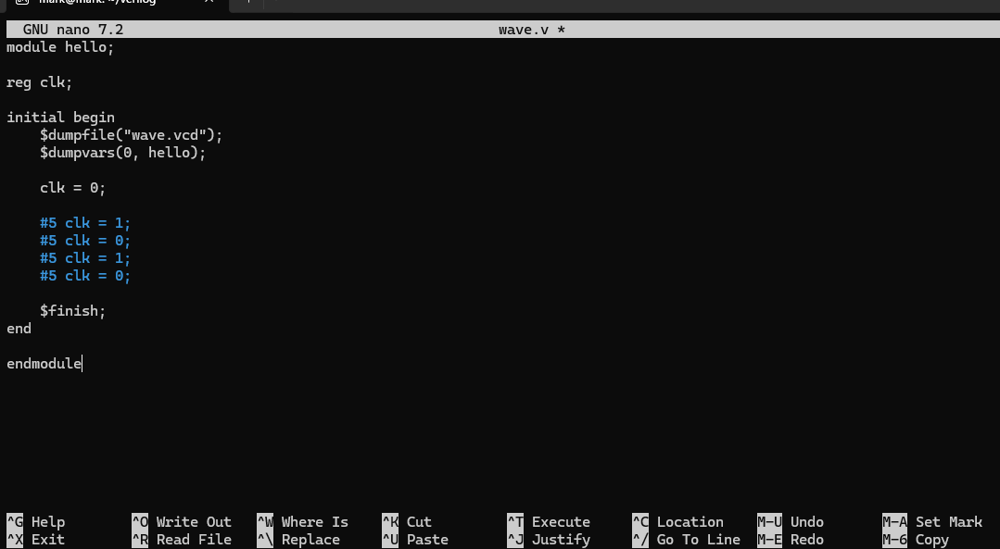 mark@mark: ~/verilog
GNU nano 7.2 wave.v *
module hello;
reg clk;
initial begin
    $dumpfile("wave.vcd");
    $dumpvars(0, hello);
    clk = 0;
    #5 clk = 1;
    #5 clk = 0;
    #5 clk = 1;
    #5 clk = 0;
    $finish;
end
endmodule
^G Help ^O Write Out ^W Where Is ^K Cut ^T Execute ^C Location M-U Undo M-A Set Mark
^X Exit ^R Read File ^\ Replace ^U Paste ^J Justify ^/ Go To Line M-E Redo M-6 Copy